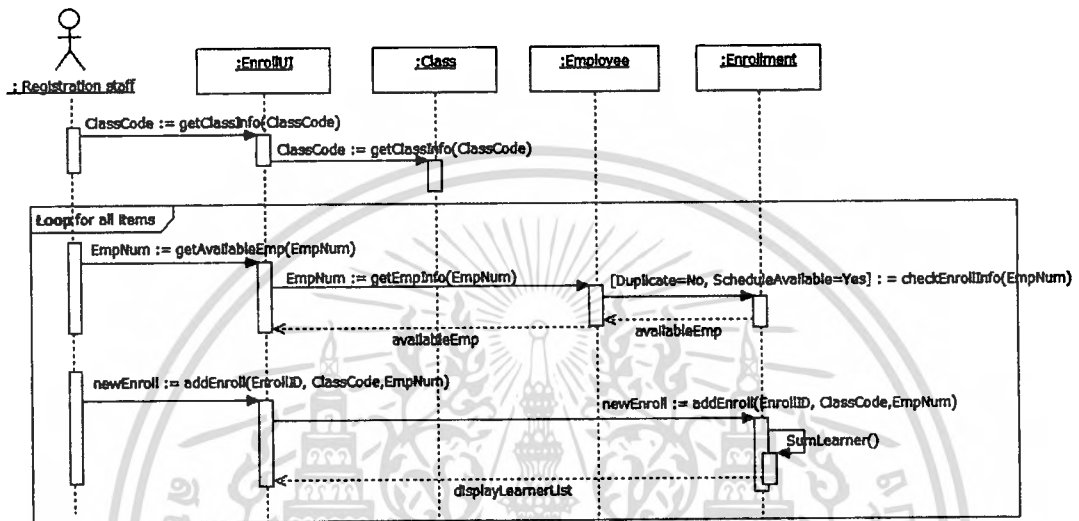 :EnrollUI
:Class
:Employee
:Enrollment
: Registration staff
ClassCode := getClassInfo(ClassCode)
ClassCode := getClassInfo(ClassCode)
Loop for all items
EmpNum := getAvailableEmp(EmpNum)
EmpNum := getEmpInfo(EmpNum)
[Duplicate=No, ScheduleAvailable=Yes] : = checkEnrollInfo(EmpNum)
availableEmp
availableEmp
newEnroll := addEnroll(EnrollID, ClassCode,EmpNum)
newEnroll := addEnroll(EnrollID, ClassCode,EmpNum)
SumLearner()
displayLearnerList